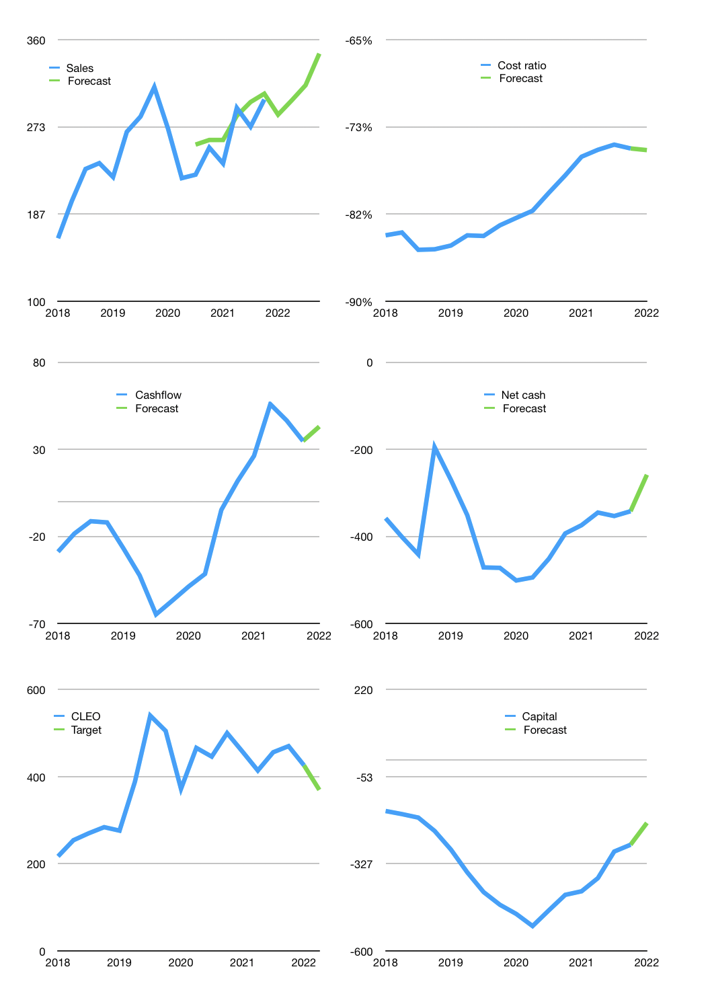 360
Sales
Forecast
273
187
100
2018 2019 2020 2021 2022
-65%
Cost ratio
Forecast
-73%
-82%
-90%
2018 2019 2020 2021 2022
80
Cashflow
Forecast
30
-20
-70
2018 2019 2020 2021 2022
0
Net cash
Forecast
-200
-400
-600
2018 2019 2020 2021 2022
600
CLEO
Target
400
200
0
2018 2019 2020 2021 2022
220
Capital
Forecast
-53
-327
-600
2018 2019 2020 2021 2022